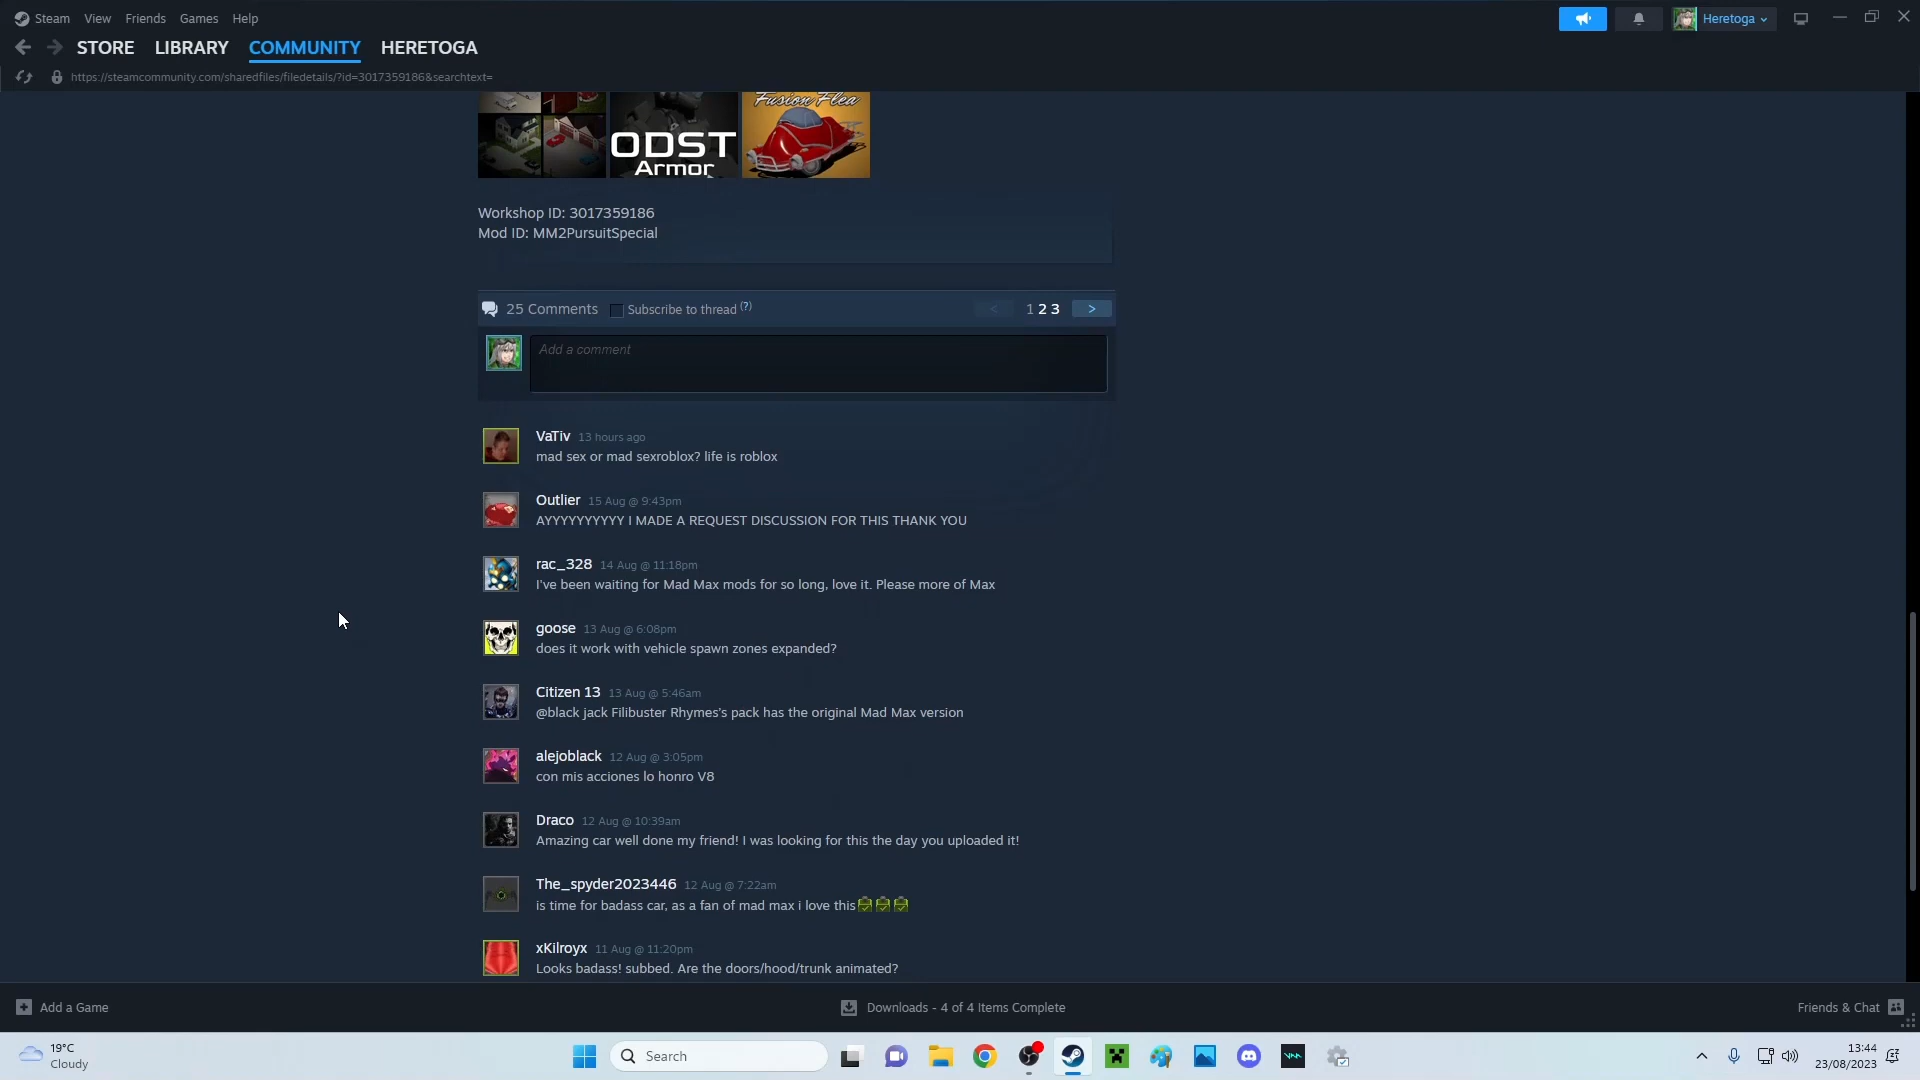 Steam View Friends Games Help
Heretoga
STORE LIBRARY COMMUNITY HERETOGA
https://steamcommunity.com/sharedfiles/filedetails/?id=3017359186&searchtext=
Fusion Flea
ODST
Armor
Workshop ID: 3017359186
Mod ID: MM2PursuitSpecial
25 Comments Subscribe to thread (?) < 1 2 3 >
Add a comment
VaTiv 13 hours ago
mad sex or mad sexroblox? life is roblox
Outlier 15 Aug @ 9:43pm
AYYYYYYYYYY I MADE A REQUEST DISCUSSION FOR THIS THANK YOU
rac_328 14 Aug @ 11:18pm
I've been waiting for Mad Max mods for so long, love it. Please more of Max
goose 13 Aug @ 6:08pm
does it work with vehicle spawn zones expanded?
Citizen 13 13 Aug @ 5:46am
@black jack Filibuster Rhymes's pack has the original Mad Max version
alejoblack 12 Aug @ 3:05pm
con mis acciones lo honro V8
Draco 12 Aug @ 10:39am
Amazing car well done my friend! I was looking for this the day you uploaded it!
The_spyder2023446 12 Aug @ 7:22am
is time for badass car, as a fan of mad max i love this
xKilroyx 11 Aug @ 11:20pm
Looks badass! subbed. Are the doors/hood/trunk animated?
Add a Game
Downloads - 4 of 4 Items Complete
Friends & Chat
19°C
Cloudy
Search
13:44
23/08/2023